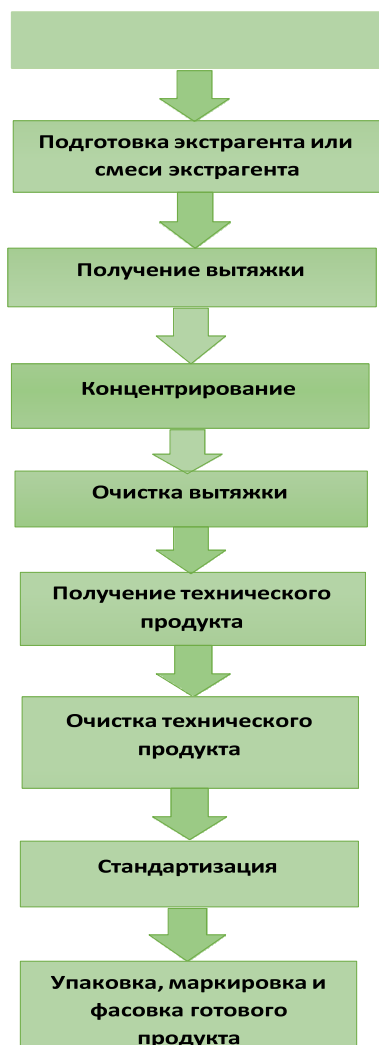 Подготовка экстрагента или
смеси экстрагента
Получение вытяжки
Концентрирование
Очистка вытяжки
Получение технического
продукта
Очистка технического
продукта
Стандартизация
Упаковка, маркировка и
фасовка готового
продукта